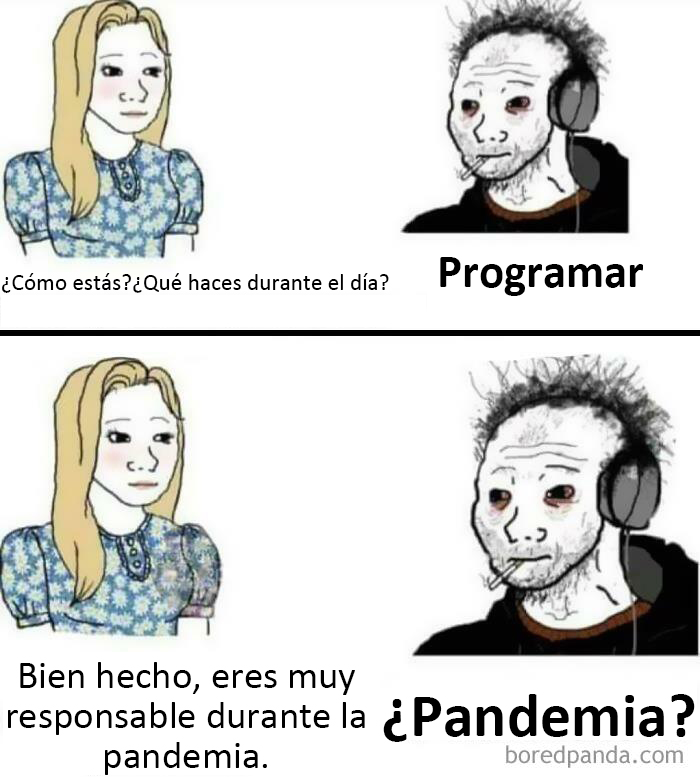 ¿Cómo estás?¿Qué haces durante el día?
Programar
Bien hecho, eres muy
responsable durante la
pandemia.
¿Pandemia?
boredpanda.com